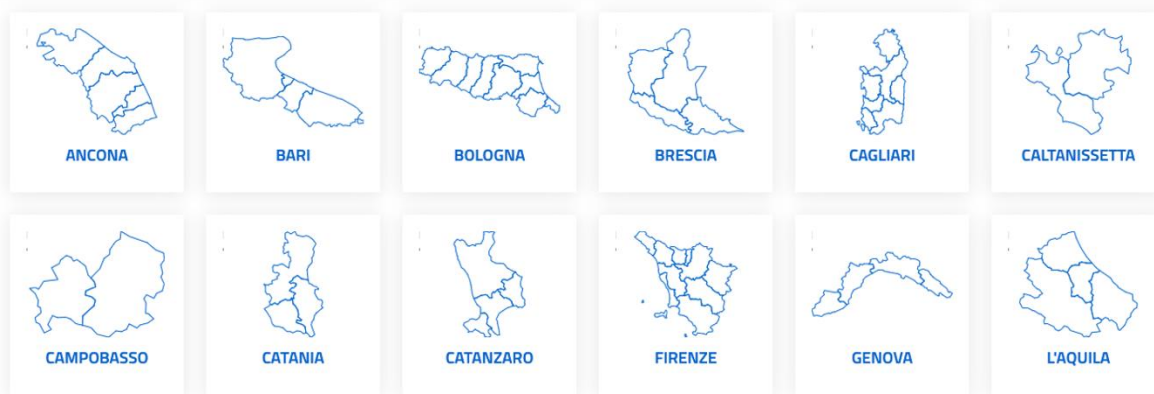 ANCONA
BARI
BOLOGNA
BRESCIA
CAGLIARI
CALTANISSETTA
CAMPOBASSO
CATANIA
CATANZARO
FIRENZE
GENOVA
L'AQUILA